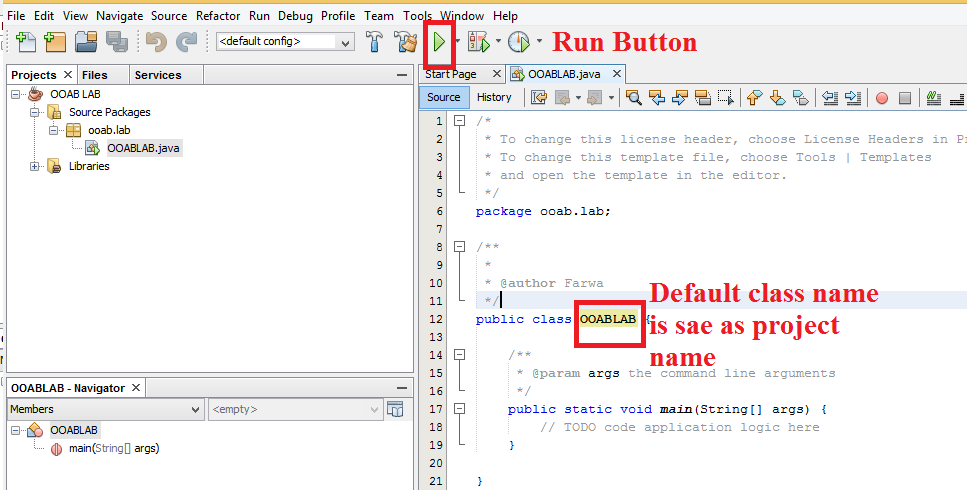 File Edit View Navigate Source Refactor Run Debug Profile Team Tools Window Help
<default config>
Run Button
Projects Files Services
OOAB LAB
Source Packages
ooab.lab
OOABLAB.java
Libraries
OOABLAB - Navigator
Members <empty>
OOABLAB
main(String[] args)
Start Page OOABLAB.java
Source History
1 /*
2 * To change this license header, choose License Headers in P
3 * To change this template file, choose Tools | Templates
4 * and open the template in the editor.
5 */
6 package ooab.lab;
7
8 /**
9 *
10 * @author Farwa
11 */
12 public class OOABLAB {
13
14 /**
15 * @param args the command line arguments
16 */
17 public static void main(String[] args) {
18 // TODO code application logic here
19 }
20
21 }
Default class name
is sae as project
name